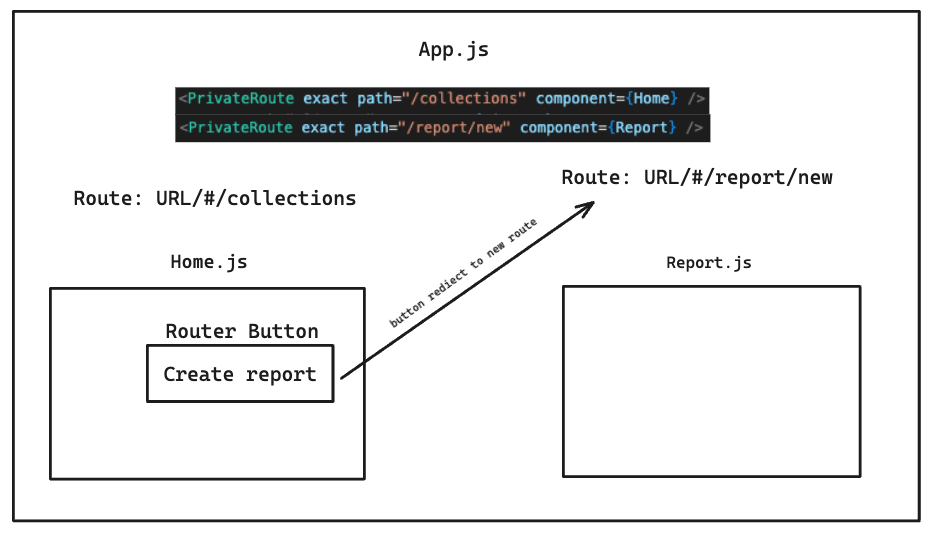 App.js
<PrivateRoute exact path="/collections" component={Home} />
<PrivateRoute exact path="/report/new" component={Report} />
Route: URL/#/collections
Route: URL/#/report/new
button rediect to new route
Home.js
Report.js
Router Button
Create report